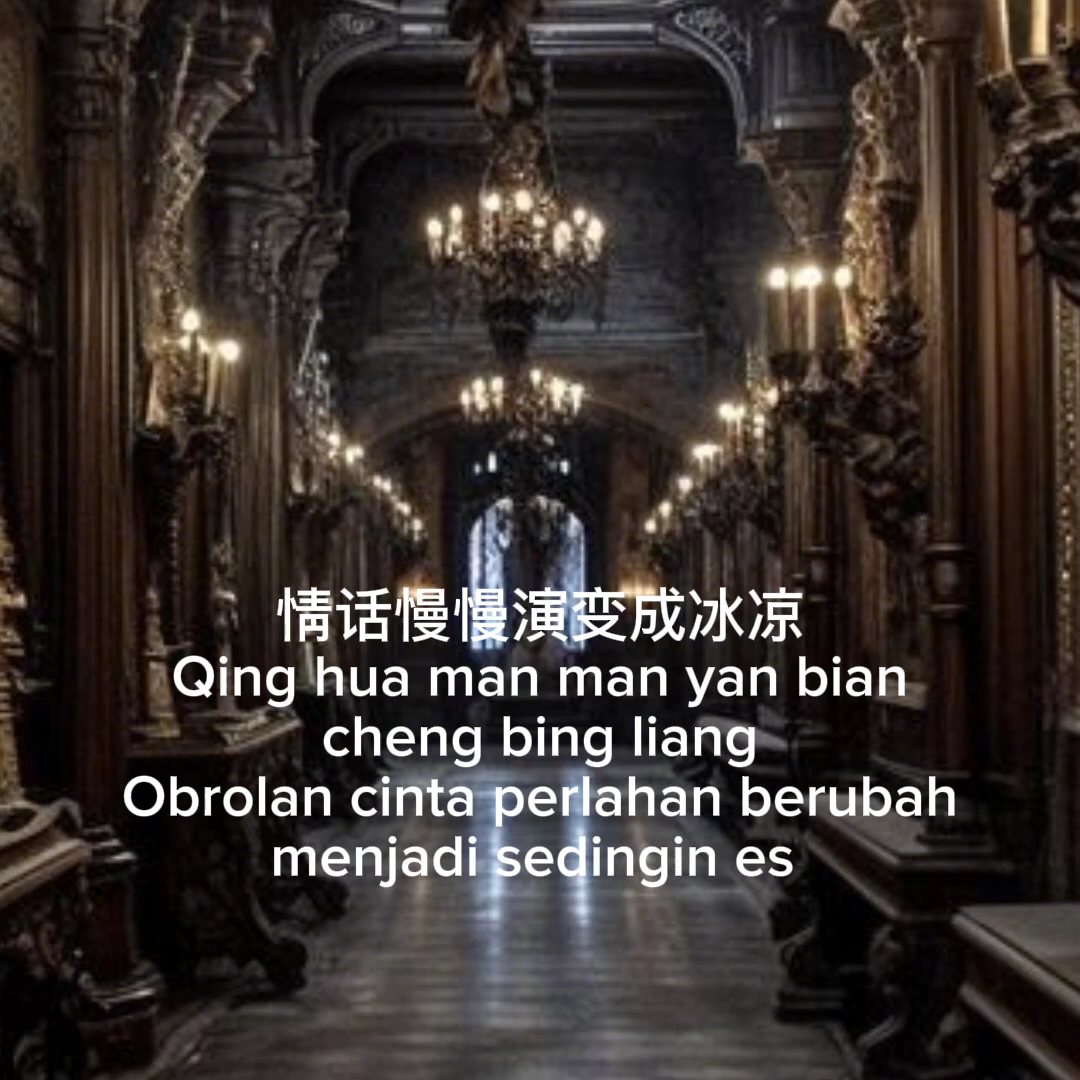 情话慢慢演变成冰凉
Qing hua man man yan bian
cheng bing liang
Obrolan cinta perlahan berubah
menjadi sedingin es